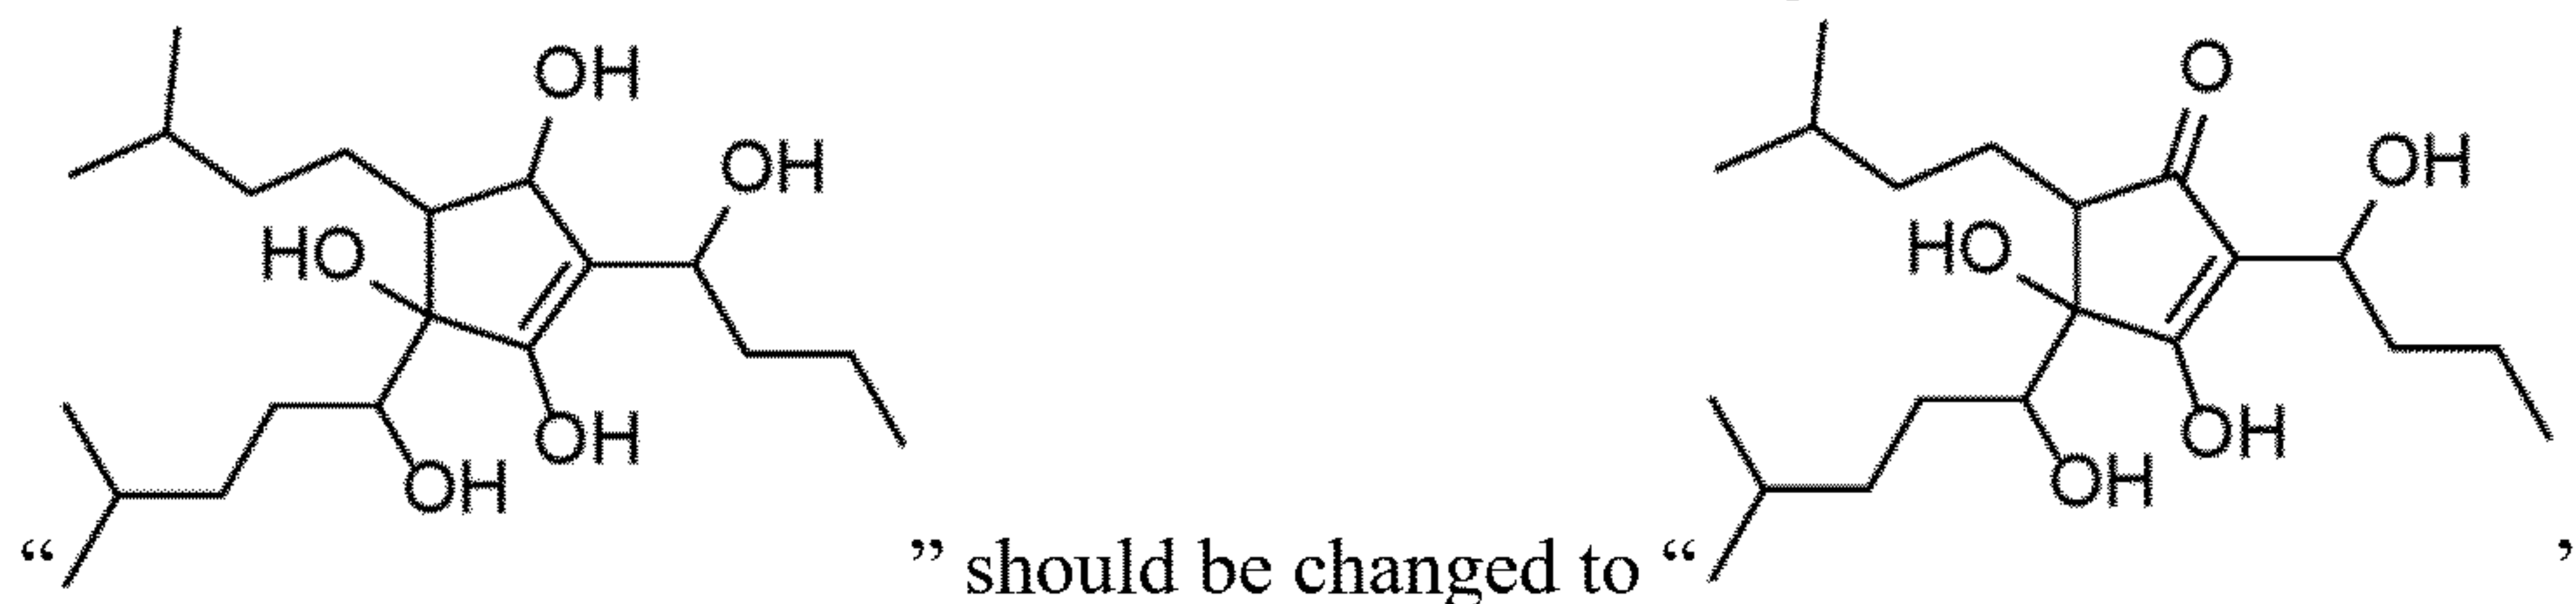 OH O
OH OH
HO HO
OH OH
OH OH
“ ” should be changed to “ ”